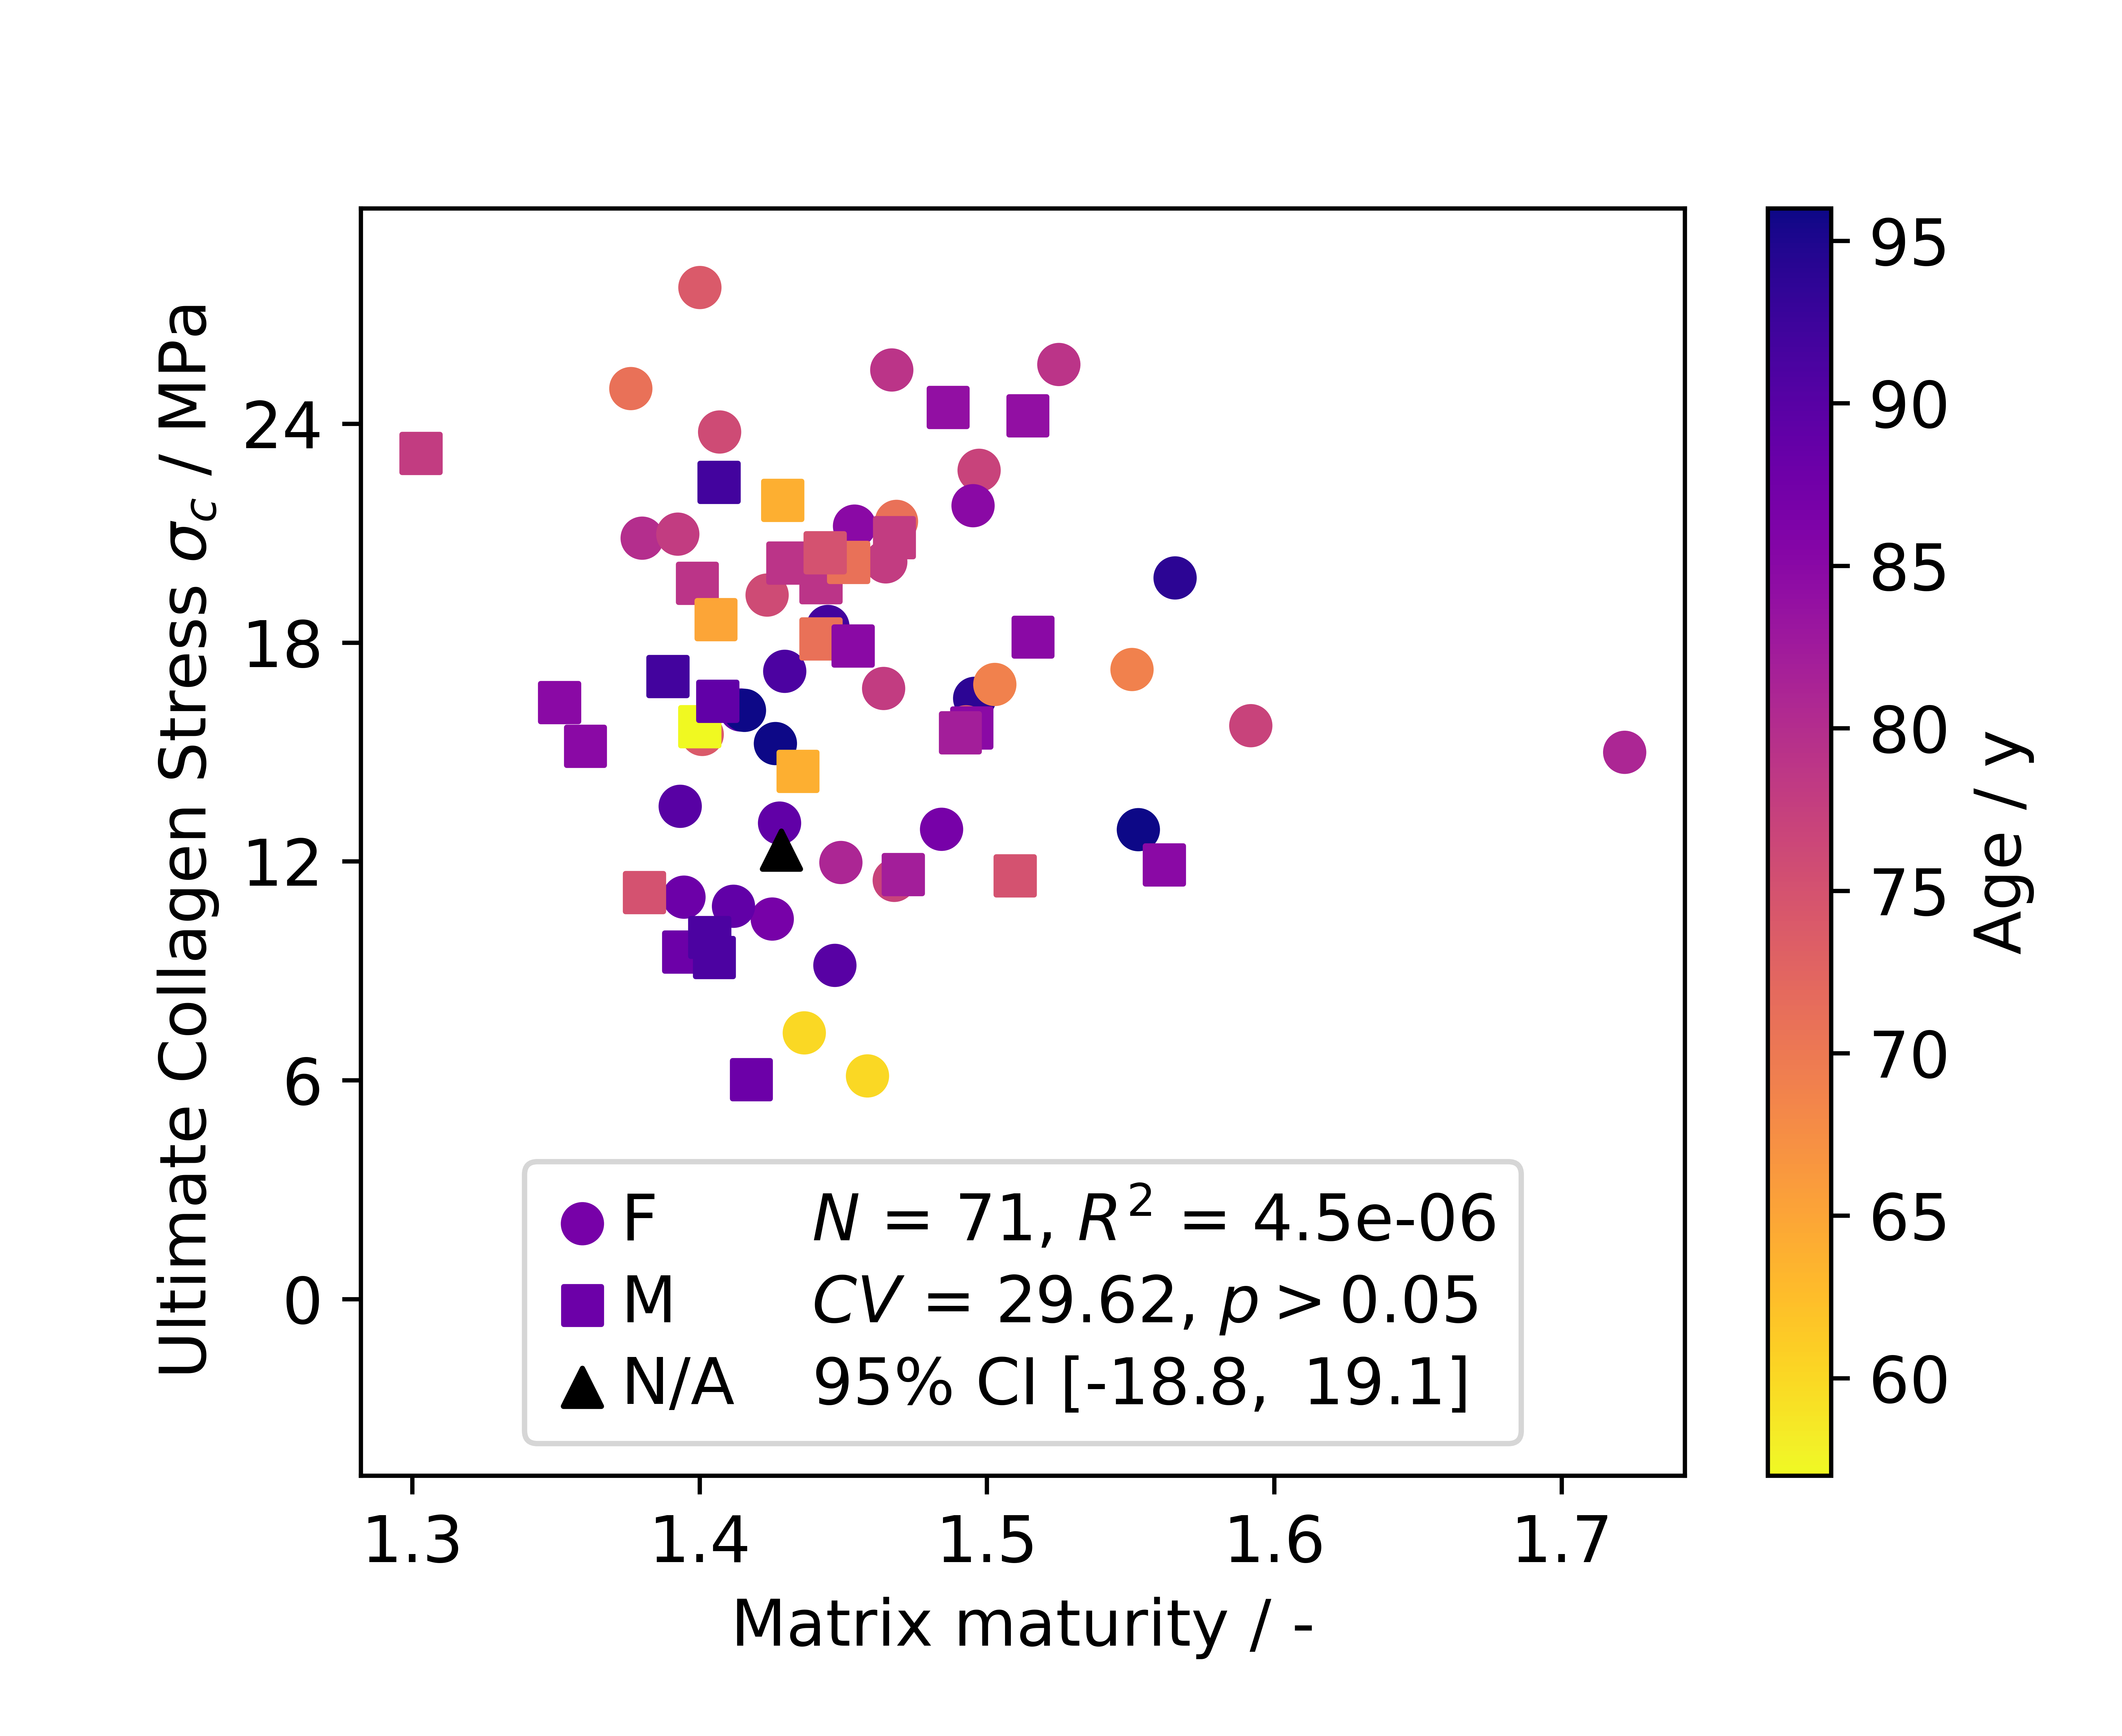 Ultimate Collagen Stress σc / MPa
24
18
12
6
0
F N = 71, R² = 4.5e-06
M CV = 29.62, p > 0.05
N/A 95% CI [-18.8, 19.1]
1.3 1.4 1.5 1.6 1.7
Matrix maturity / -
95
90
85
80
75
70
65
60
Age / y